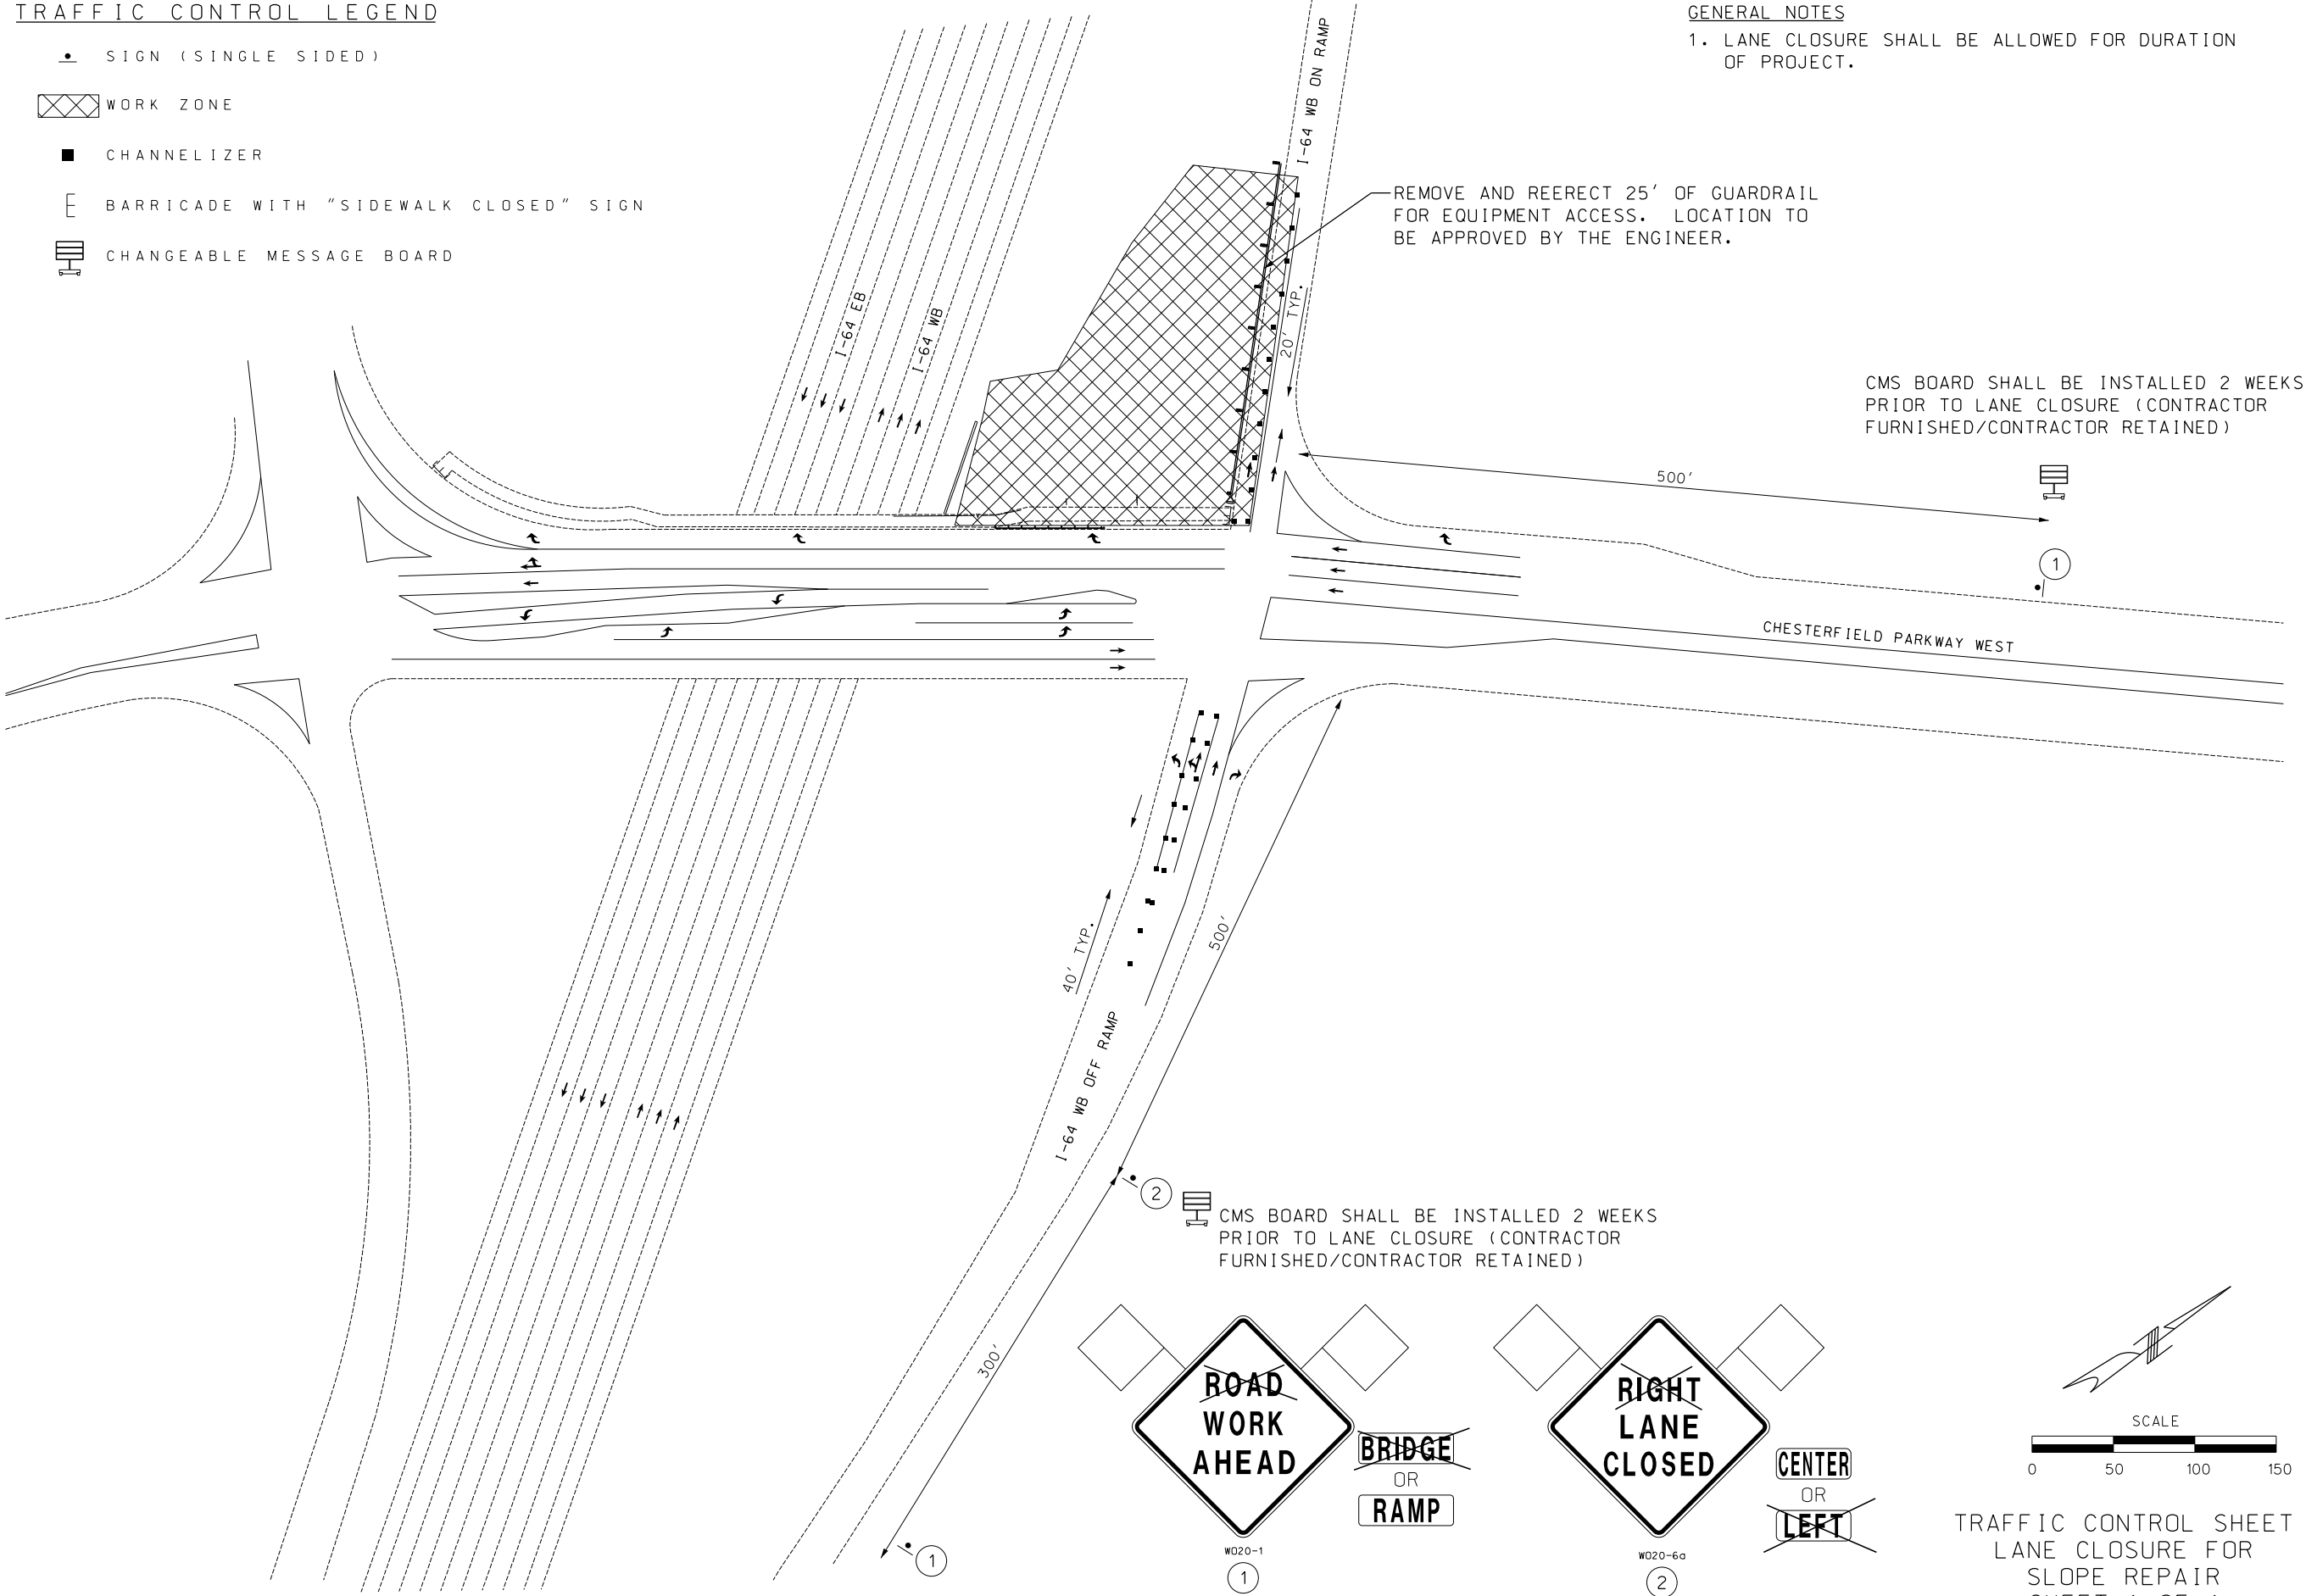 TRAFFIC CONTROL LEGEND
SIGN (SINGLE SIDED)
WORK ZONE
CHANNELIZER
BARRICADE WITH "SIDEWALK CLOSED" SIGN
CHANGEABLE MESSAGE BOARD
GENERAL NOTES
1. LANE CLOSURE SHALL BE ALLOWED FOR DURATION
OF PROJECT.
I-64 WB ON RAMP
REMOVE AND REERECT 25' OF GUARDRAIL
FOR EQUIPMENT ACCESS. LOCATION TO
BE APPROVED BY THE ENGINEER.
I-64 EB
I-64 WB
20' TYP.
CMS BOARD SHALL BE INSTALLED 2 WEEKS
PRIOR TO LANE CLOSURE (CONTRACTOR
FURNISHED/CONTRACTOR RETAINED)
500'
1
CHESTERFIELD PARKWAY WEST
40' TYP.
500'
I-64 WB OFF RAMP
2
CMS BOARD SHALL BE INSTALLED 2 WEEKS
PRIOR TO LANE CLOSURE (CONTRACTOR
FURNISHED/CONTRACTOR RETAINED)
300'
1
ROAD
WORK
AHEAD
BRIDGE
OR
RAMP
WO20-1
1
RIGHT
LANE
CLOSED
CENTER
OR
LEFT
WO20-6a
2
SCALE
0 50 100 150
TRAFFIC CONTROL SHEET
LANE CLOSURE FOR
SLOPE REPAIR